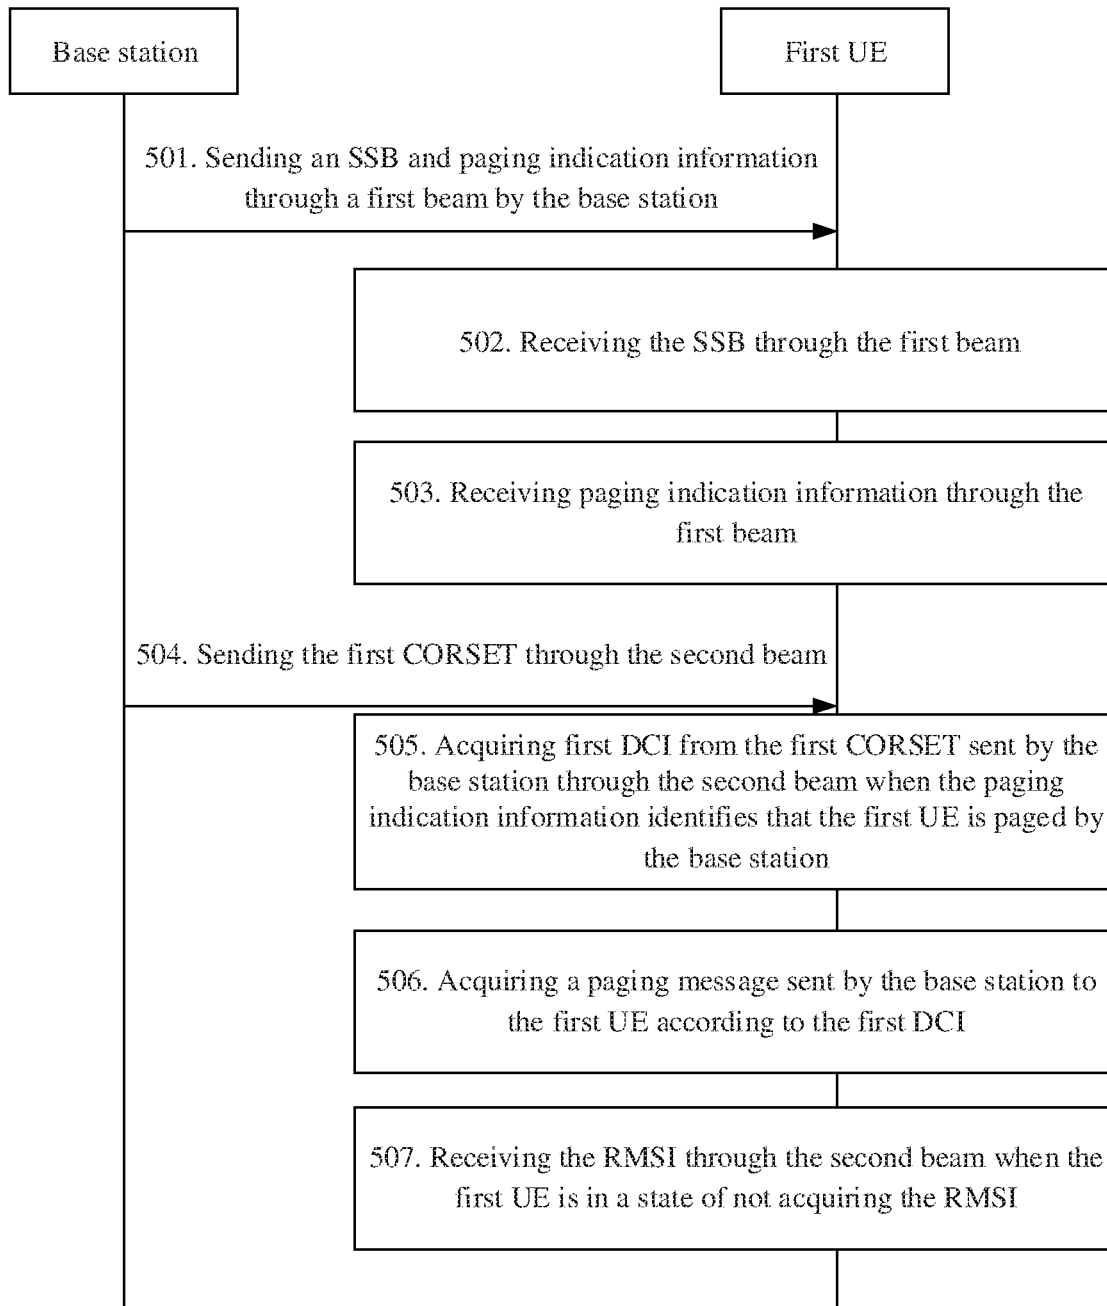 Base station
First UE
501. Sending an SSB and paging indication information
through a first beam by the base station
502. Receiving the SSB through the first beam
503. Receiving paging indication information through the
first beam
504. Sending the first CORSET through the second beam
505. Acquiring first DCI from the first CORSET sent by the
base station through the second beam when the paging
indication information identifies that the first UE is paged by
the base station
506. Acquiring a paging message sent by the base station to
the first UE according to the first DCI
507. Receiving the RMSI through the second beam when the
first UE is in a state of not acquiring the RMSI